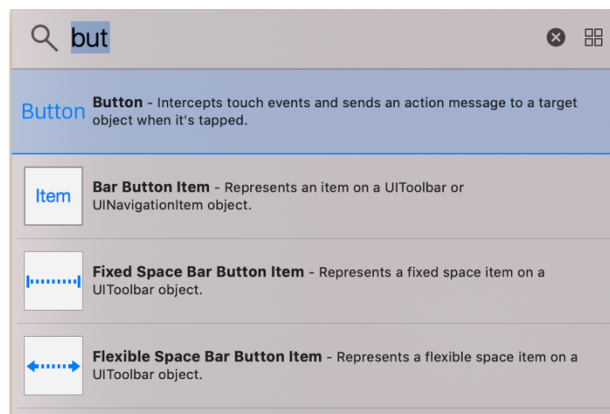 but
Button
Button - Intercepts touch events and sends an action message to a target
object when it's tapped.
Item
Bar Button Item - Represents an item on a UIToolbar or
UINavigationItem object.
Fixed Space Bar Button Item - Represents a fixed space item on a
UIToolbar object.
Flexible Space Bar Button Item - Represents a flexible space item on a
UIToolbar object.